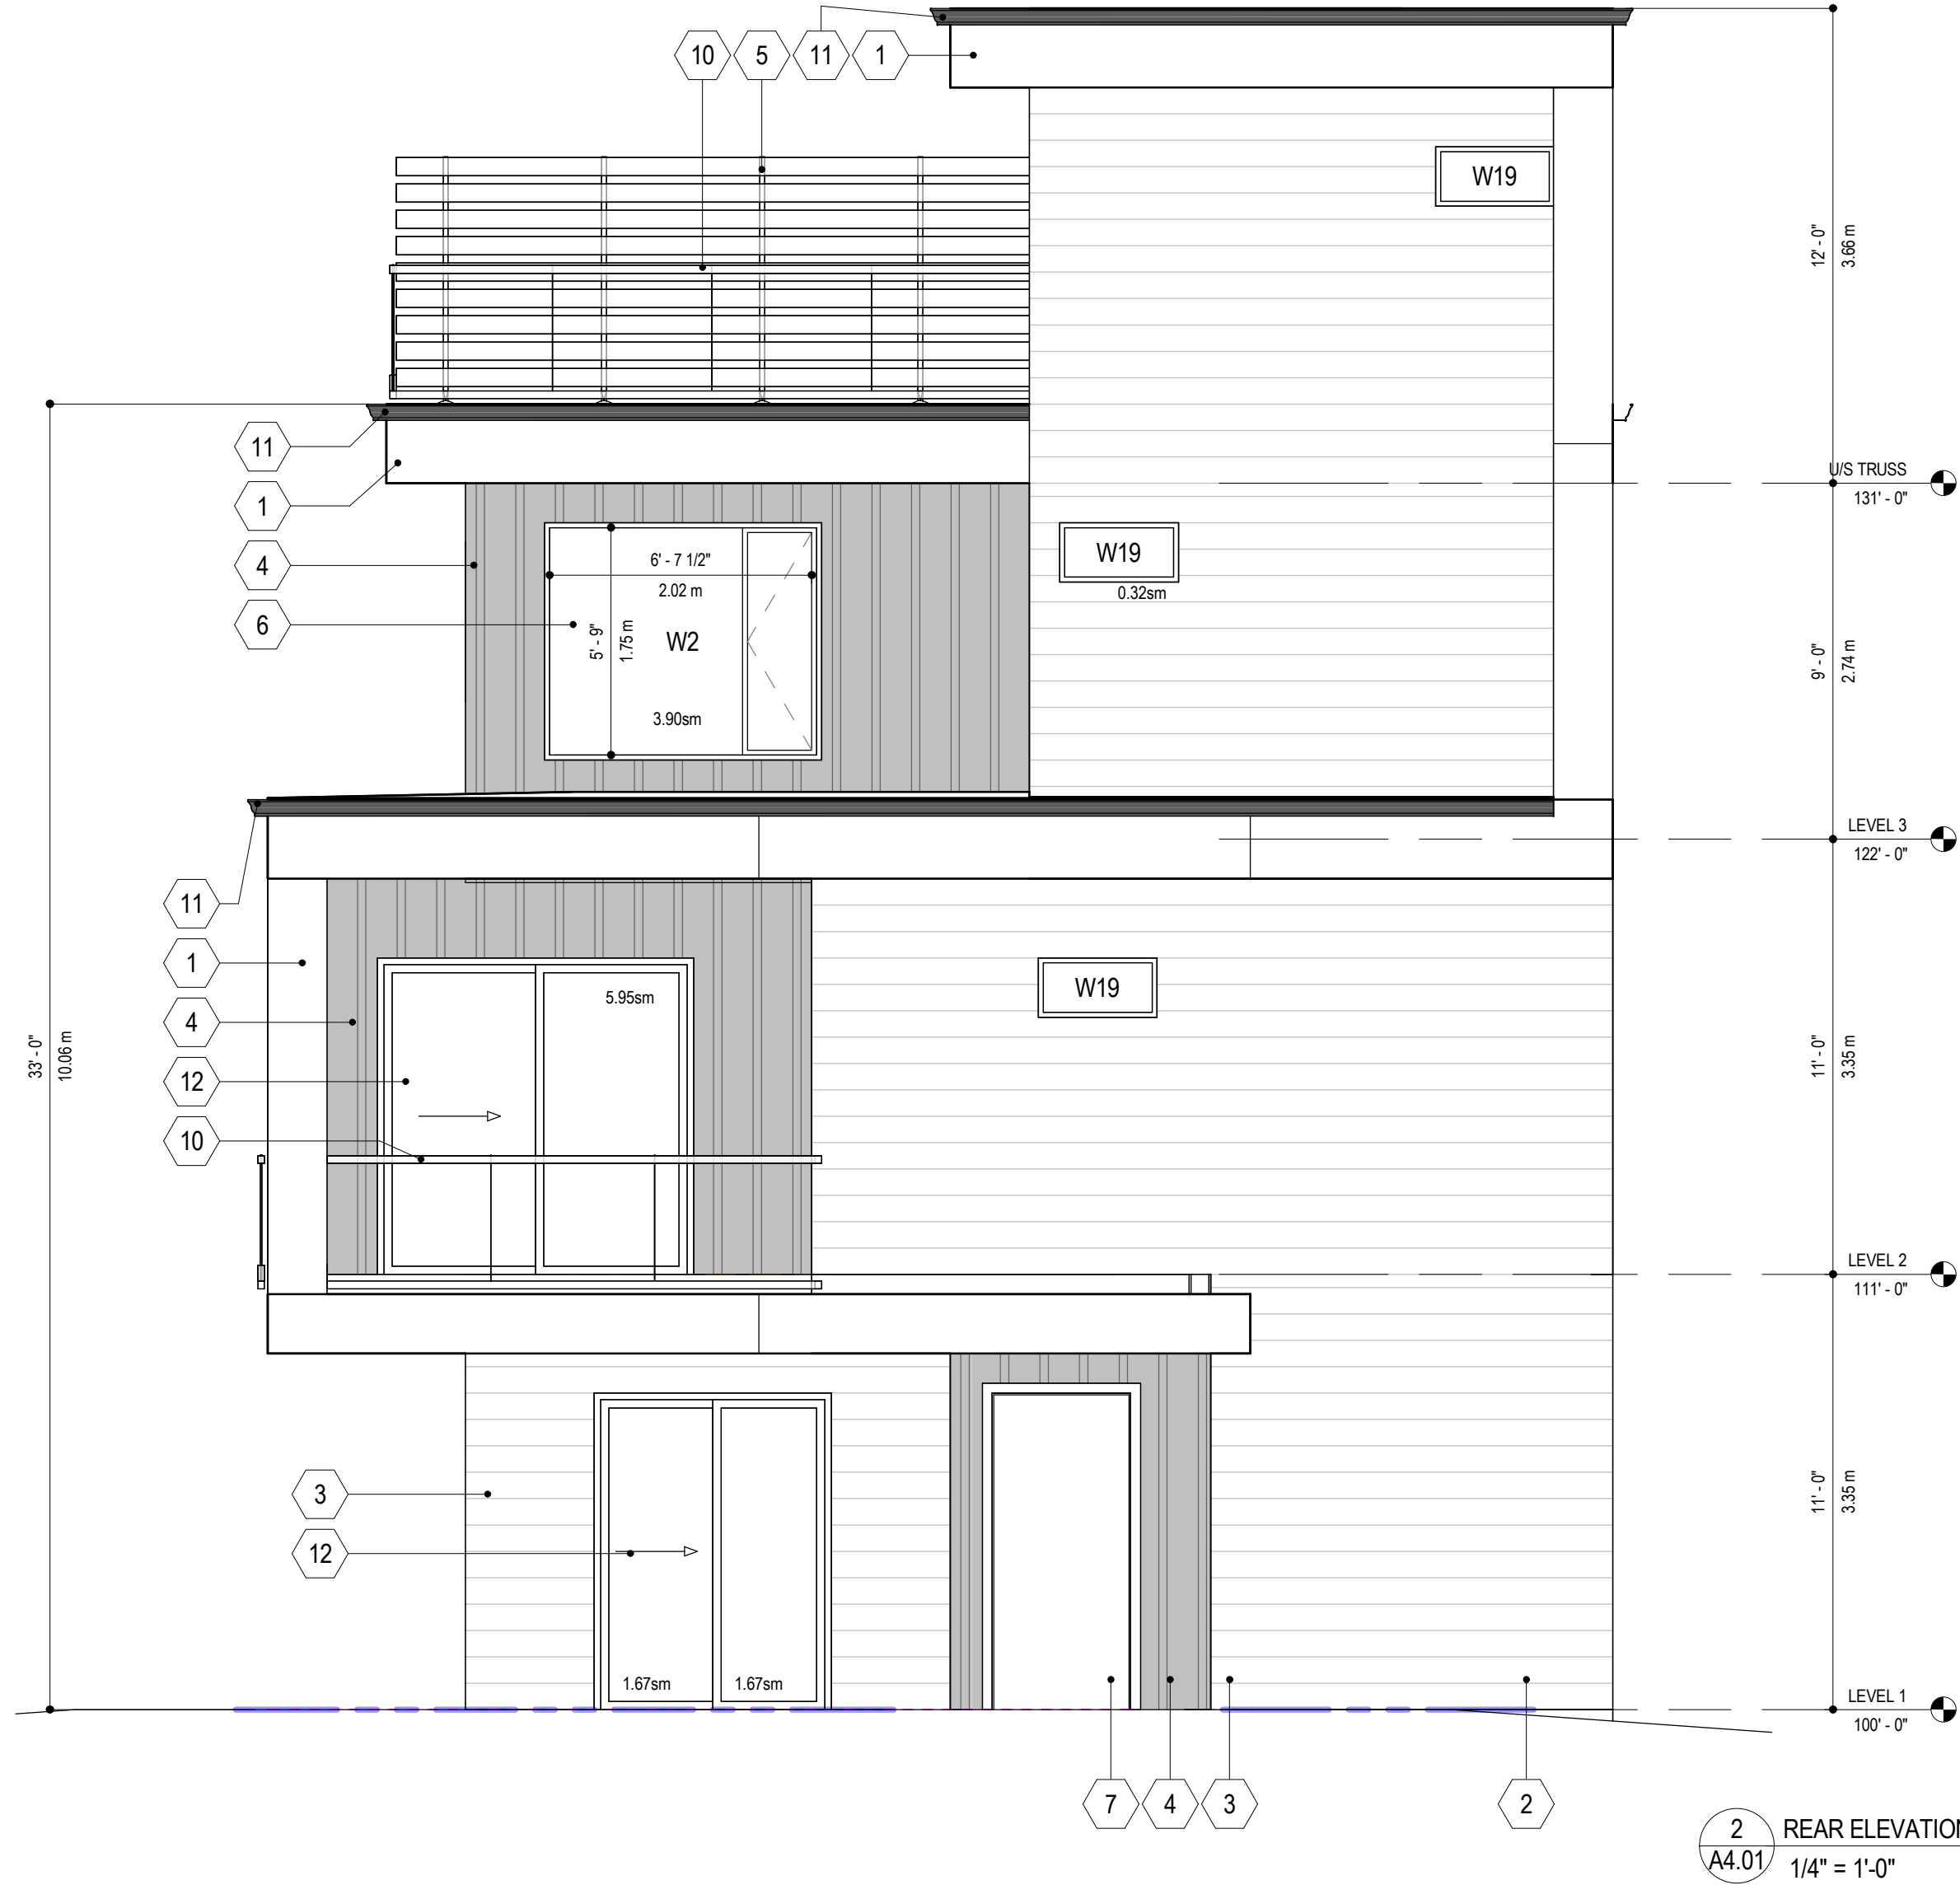 10
5
11
1
W19
12' - 0"
3.66 m
11
1
4
6
U/S TRUSS
131' - 0"
6' - 7 1/2"
2.02 m
5' - 9"
1.75 m
W2
3.90sm
W19
0.32sm
9' - 0"
2.74 m
LEVEL 3
122' - 0"
11
1
4
12
10
5.95sm
W19
33' - 0"
10.06 m
11' - 0"
3.35 m
LEVEL 2
111' - 0"
3
12
1.67sm
1.67sm
11' - 0"
3.35 m
LEVEL 1
100' - 0"
7
4
3
2
2
A4.01
REAR ELEVATION
1/4" = 1'-0"